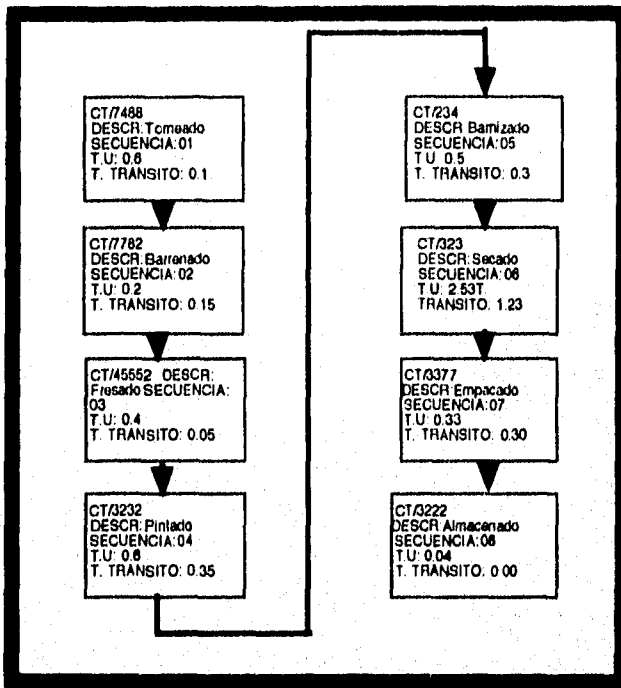 CT/7488
DESCR:Torneado
SECUENCIA:01
T.U: 0.6
T. TRANSITO: 0.1
CT/7782
DESCR:Barrenado
SECUENCIA:02
T.U: 0.2
T. TRANSITO: 0.15
CT/45552 DESCR:
Fresado SECUENCIA:
03
T.U: 0.4
T. TRANSITO: 0.05
CT/3232
DESCR:Pintado
SECUENCIA:04
T.U: 0.6
T. TRANSITO: 0.35
CT/234
DESCR Barnizado
SECUENCIA:05
T.U 0.5
T. TRANSITO: 0.3
CT/323
DESCR:Secado
SECUENCIA:06
T.U: 2.53T.
TRANSITO: 1.23
CT/3377
DESCR:Empacado
SECUENCIA:07
T.U: 0.33
T. TRANSITO: 0.30
CT/3222
DESCR:Almacenado
SECUENCIA:08
T.U: 0.04
T. TRANSITO: 0 00